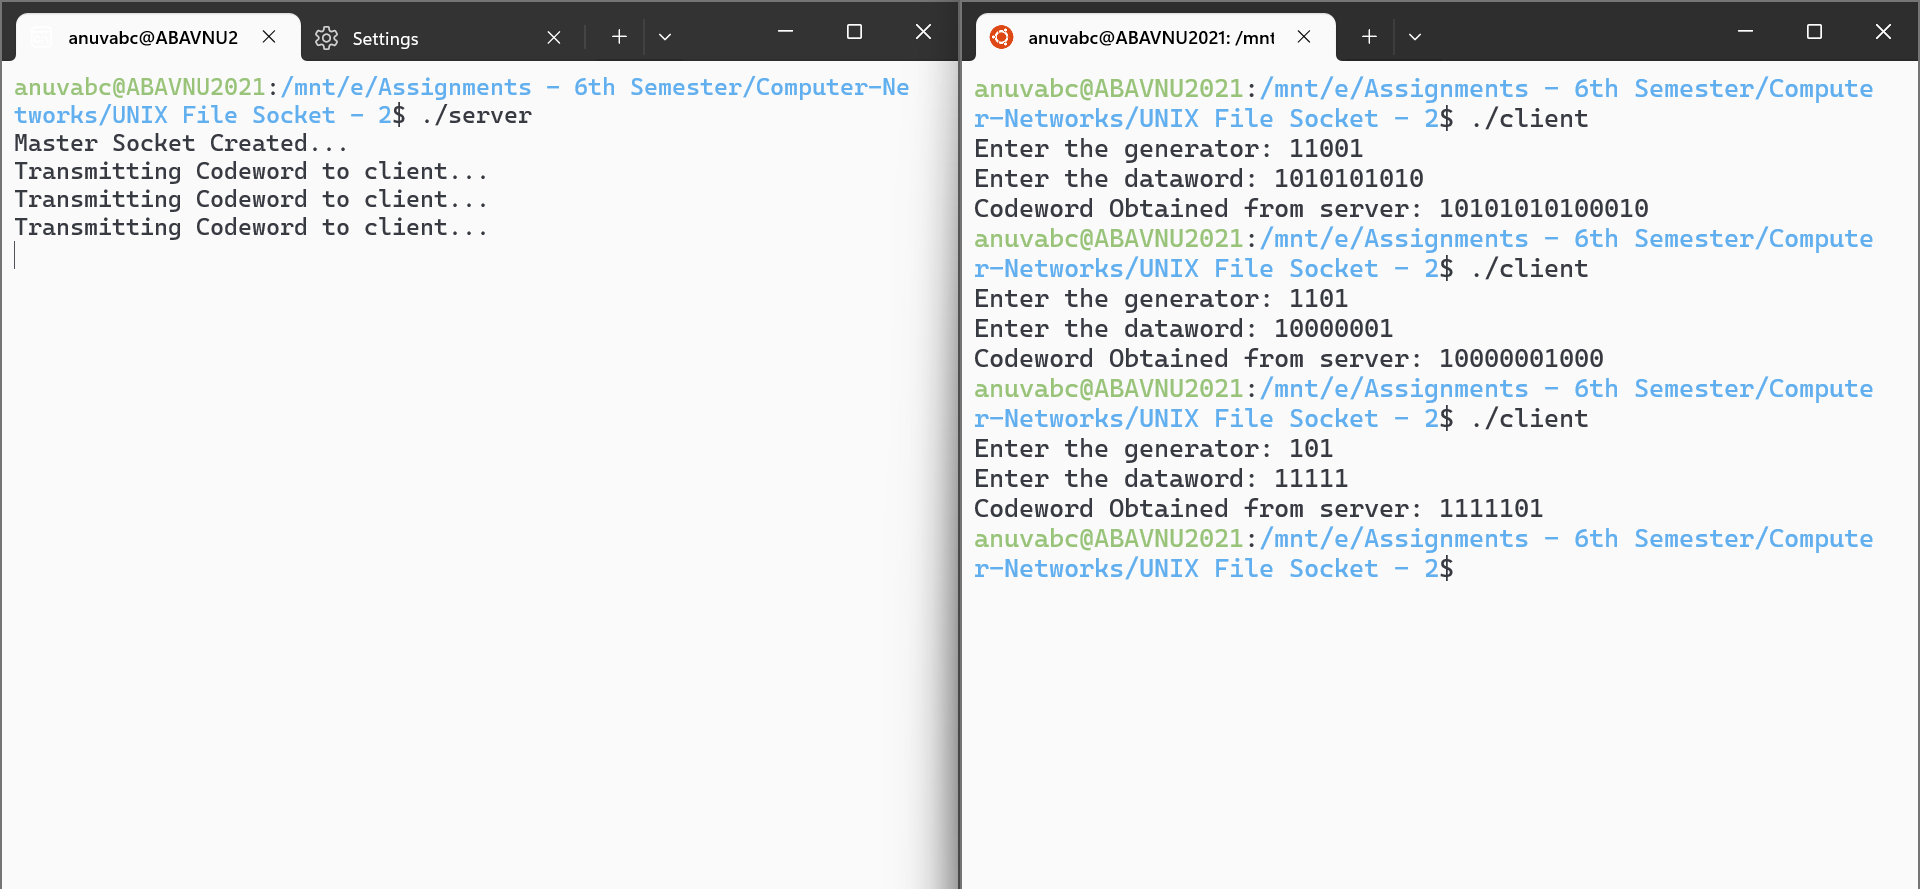 anuvabc@ABAVNU2
Settings
anuvabc@ABAVNU2021:/mnt/e/Assignments - 6th Semester/Computer-Ne
tworks/UNIX File Socket - 2$ ./server
Master Socket Created...
Transmitting Codeword to client...
Transmitting Codeword to client...
Transmitting Codeword to client...
anuvabc@ABAVNU2021: /mnt
anuvabc@ABAVNU2021:/mnt/e/Assignments - 6th Semester/Compute
r-Networks/UNIX File Socket - 2$ ./client
Enter the generator: 11001
Enter the dataword: 1010101010
Codeword Obtained from server: 10101010100010
anuvabc@ABAVNU2021:/mnt/e/Assignments - 6th Semester/Compute
r-Networks/UNIX File Socket - 2$ ./client
Enter the generator: 1101
Enter the dataword: 10000001
Codeword Obtained from server: 10000001000
anuvabc@ABAVNU2021:/mnt/e/Assignments - 6th Semester/Compute
r-Networks/UNIX File Socket - 2$ ./client
Enter the generator: 101
Enter the dataword: 11111
Codeword Obtained from server: 1111101
anuvabc@ABAVNU2021:/mnt/e/Assignments - 6th Semester/Compute
r-Networks/UNIX File Socket - 2$